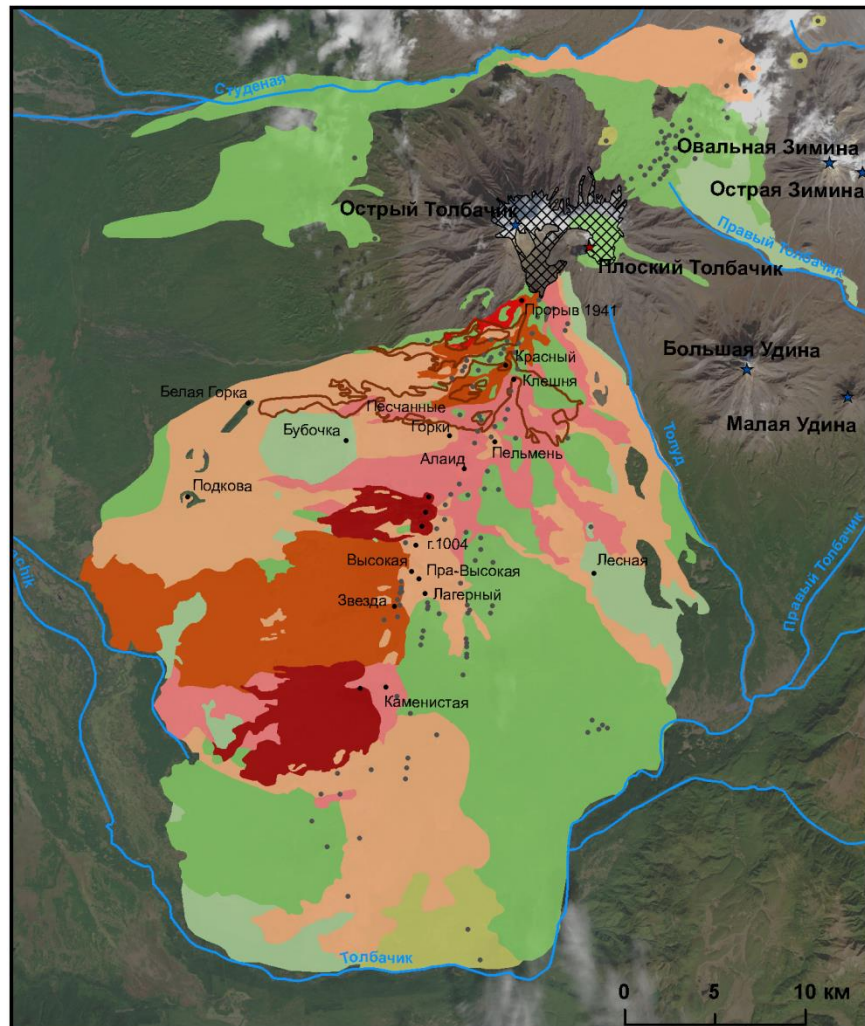 Студеная
Овальная Зимина
Острая Зимина
Острый Толбачик
Правый Толбачик
Плоский Толбачик
Прорыв 1941
Большая Удина
Красный
Клешня
Белая Горка
Песчанные
Горки
Малая Удина
Бубочка
Пельмень
Толуд
Алаид
Подкова
г.1004
Высокая
Пра-Высокая
Лесная
Лагерный
Звезда
Правый Толбачик
Каменистая
Толбачик
0 5 10 км